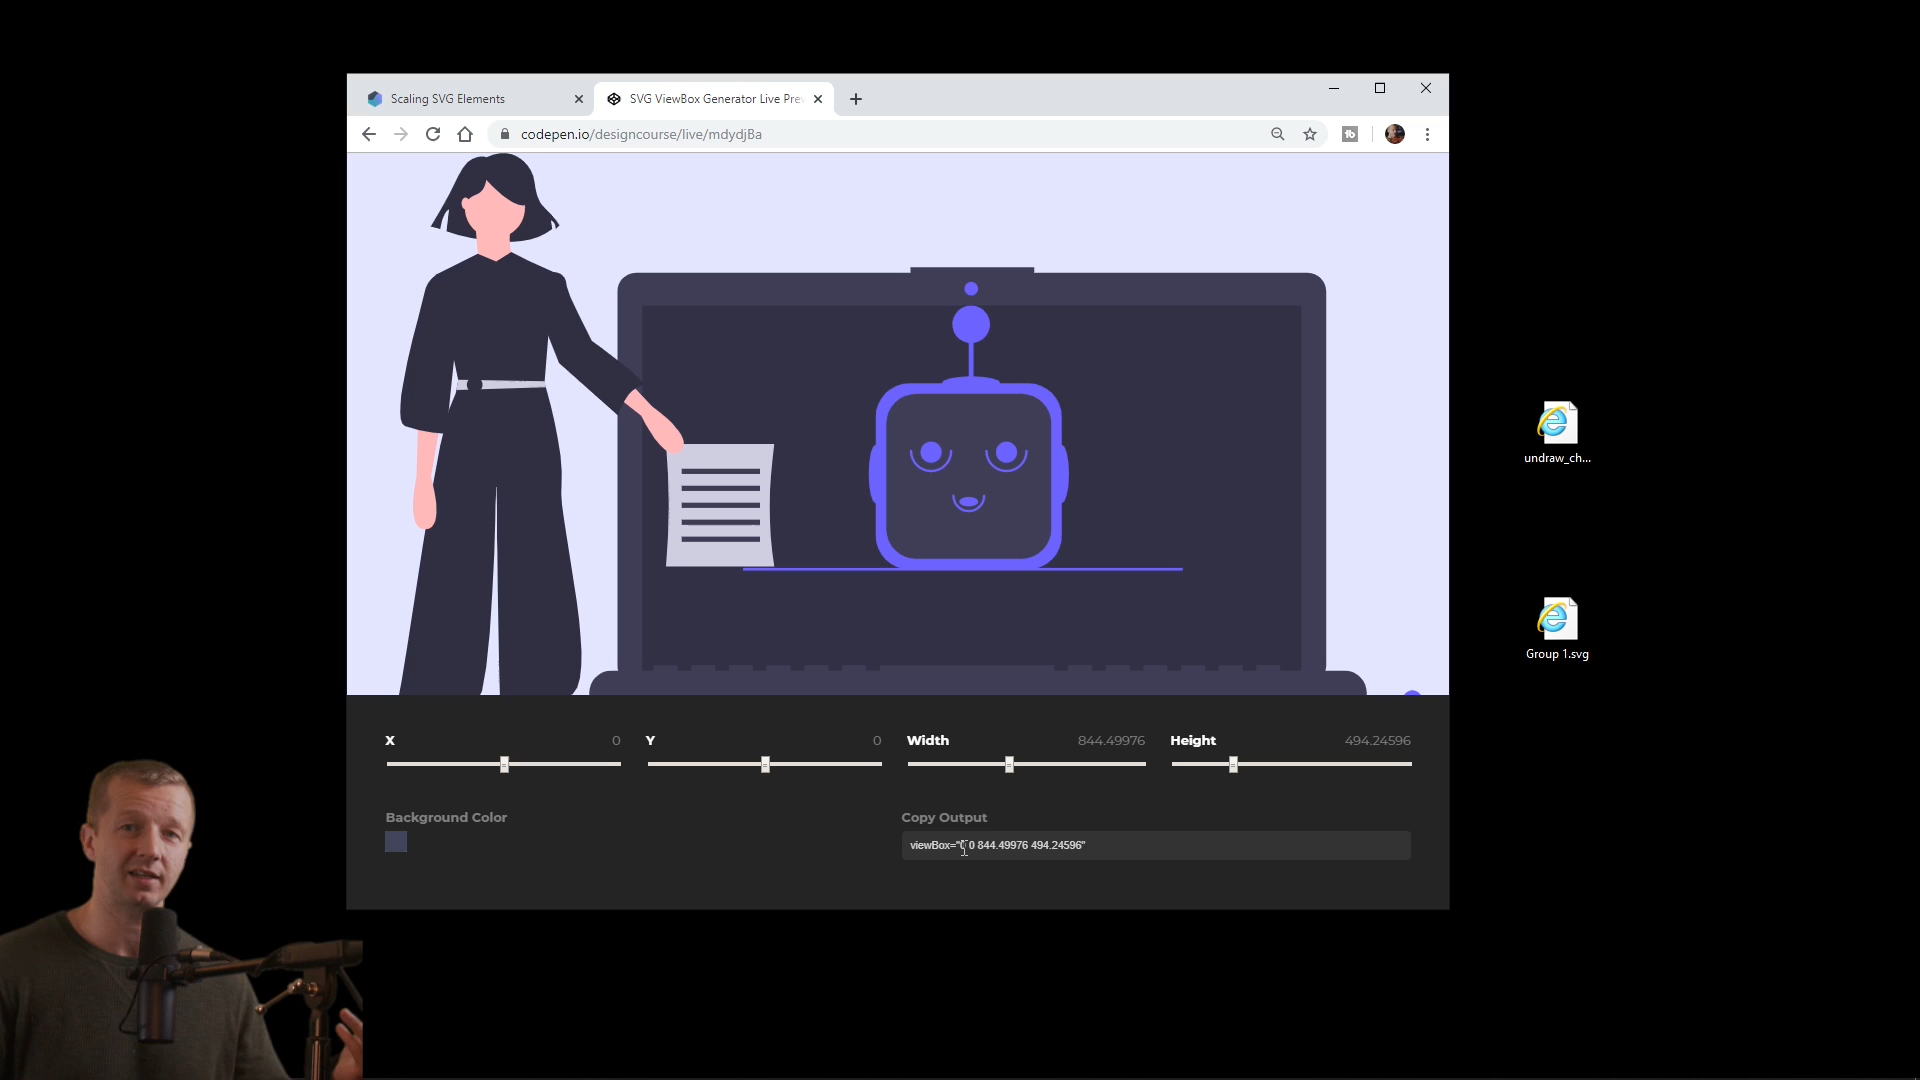 Scaling SVG Elements
SVG ViewBox Generator Live Pre
codepen.io/designcourse/live/mdydjBa
undraw_ch...
Group 1.svg
X 0 Y 0 Width 844.49976 Height 494.24596
Background Color
Copy Output
viewBox="0 0 844.49976 494.24596"